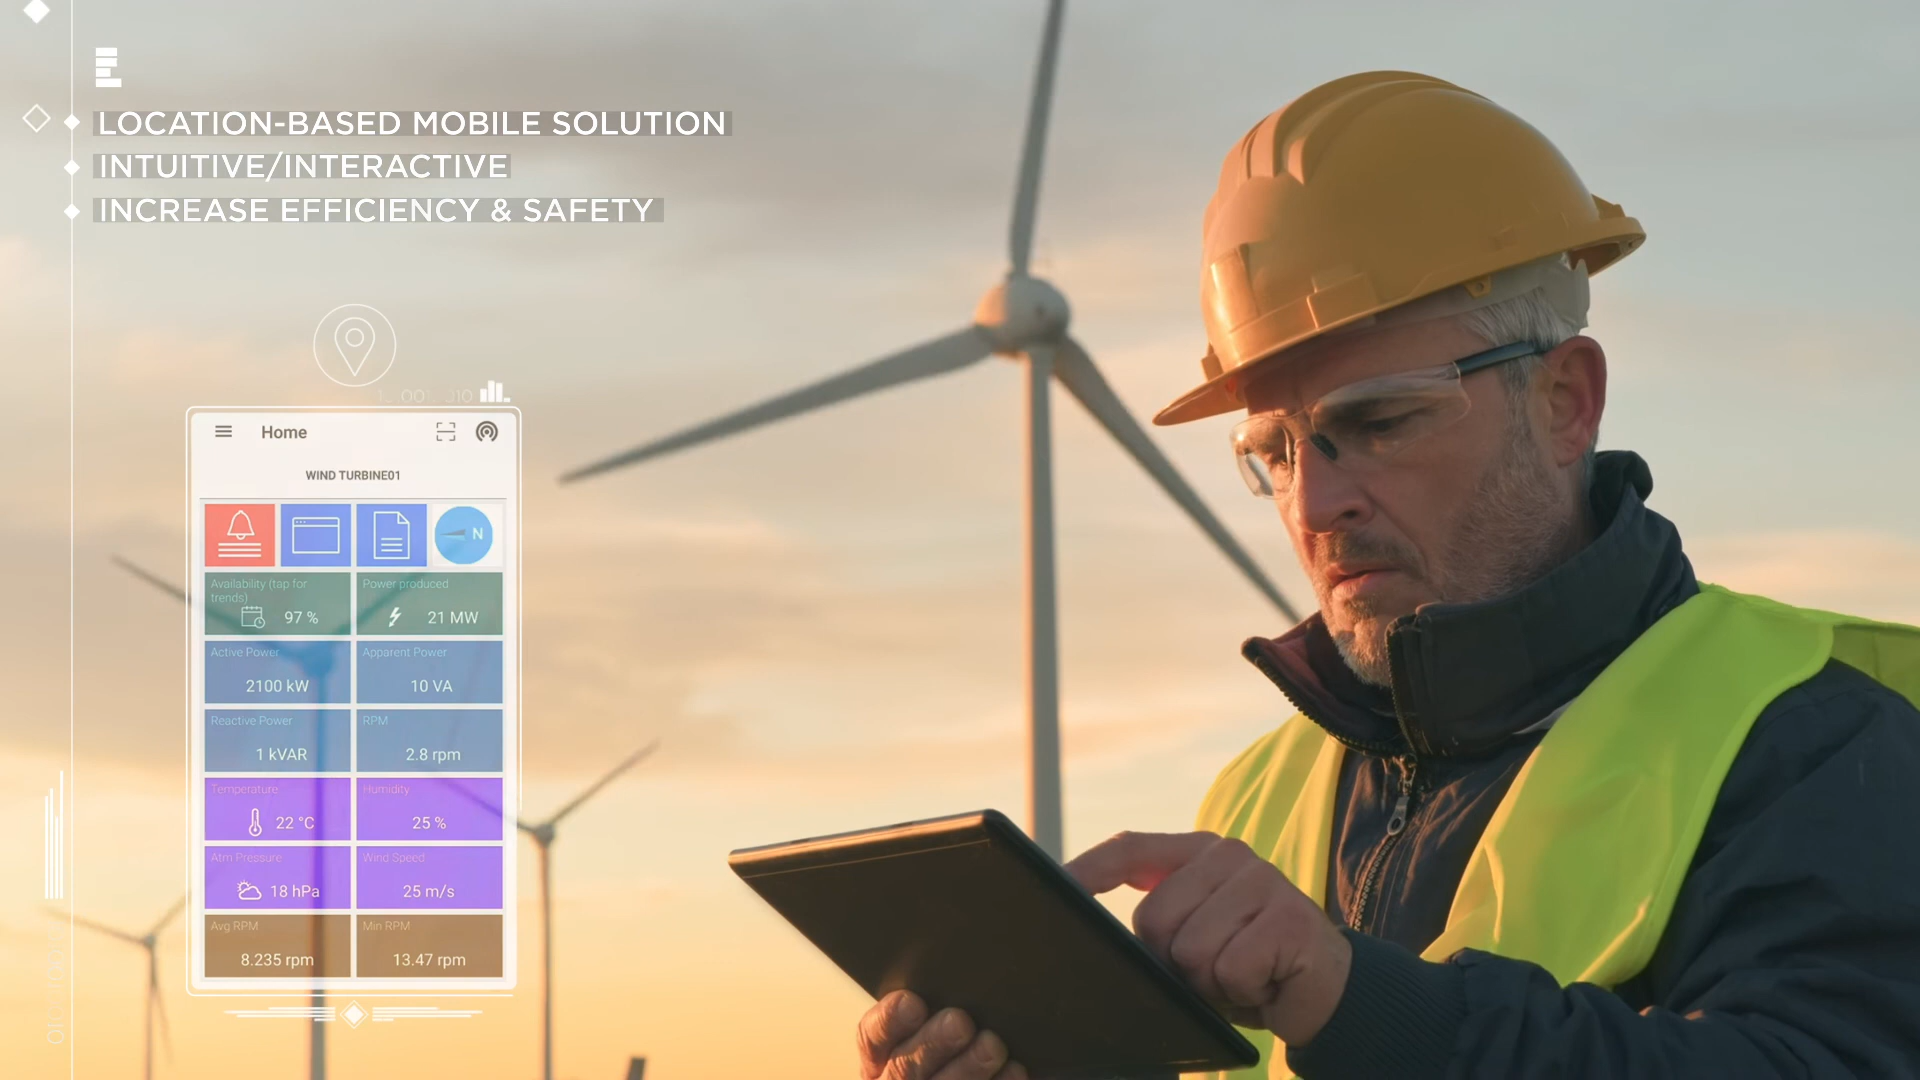 LOCATION-BASED MOBILE SOLUTION
INTUITIVE/INTERACTIVE
INCREASE EFFICIENCY & SAFETY
Home
WIND TURBINE01
N
Availability (tap for
trends)
97 %
Power produced
21 MW
Active Power
2100 kW
Apparent Power
10 VA
Reactive Power
1 kVAR
RPM
2.8 rpm
Temperature
22 °C
Humidity
25 %
Atm Pressure
18 hPa
Wind Speed
25 m/s
Avg RPM
8.235 rpm
Min RPM
13.47 rpm